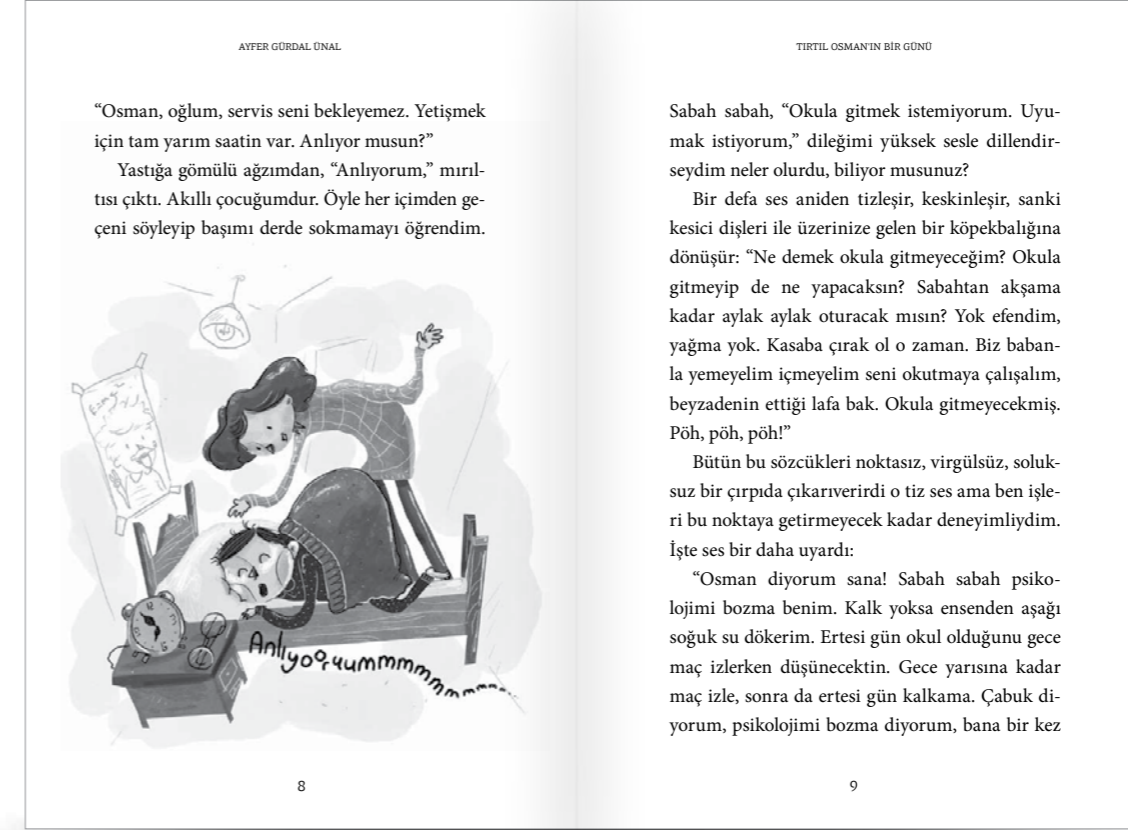 AYFER GÜRDAL ÜNAL
“Osman, oğlum, servis seni bekleyemez. Yetişmek
için tam yarım saatin var. Anlıyor musun?”
Yastığa gömülü ağzımdan, “Anlıyorum,” mırıl-
tısı çıktı. Akıllı çocuğumdur. Öyle her içimden ge-
çeni söyleyip başımı derde sokmamayı öğrendim.
Anlıyooruummmmmmmmmmm
8
TIRTIL OSMAN'IN BİR GÜNÜ
Sabah sabah, “Okula gitmek istemiyorum. Uyu-
mak istiyorum,” dileğimi yüksek sesle dillendir-
seydim neler olurdu, biliyor musunuz?
Bir defa ses aniden tizleşir, keskinleşir, sanki
kesici dişleri ile üzerinize gelen bir köpekbalığına
dönüşür: “Ne demek okula gitmeyeceğim? Okula
gitmeyip de ne yapacaksın? Sabahtan akşama
kadar aylak aylak oturacak mısın? Yok efendim,
yağma yok. Kasaba çırak ol o zaman. Biz baban-
la yemeyelim içmeyelim seni okutmaya çalışalım,
beyzadenin ettiği lafa bak. Okula gitmeyecekmiş.
Pöh, pöh, pöh!”
Bütün bu sözcükleri noktasız, virgülsüz, soluk-
suz bir çırpıda çıkarıverirdi o tiz ses ama ben işle-
ri bu noktaya getirmeyecek kadar deneyimliydim.
İşte ses bir daha uyardı:
“Osman diyorum sana! Sabah sabah psiko-
lojimi bozma benim. Kalk yoksa ensenden aşağı
soğuk su dökerim. Ertesi gün okul olduğunu gece
maç izlerken düşünecektin. Gece yarısına kadar
maç izle, sonra da ertesi gün kalkama. Çabuk di-
yorum, psikolojimi bozma diyorum, bana bir kez
9